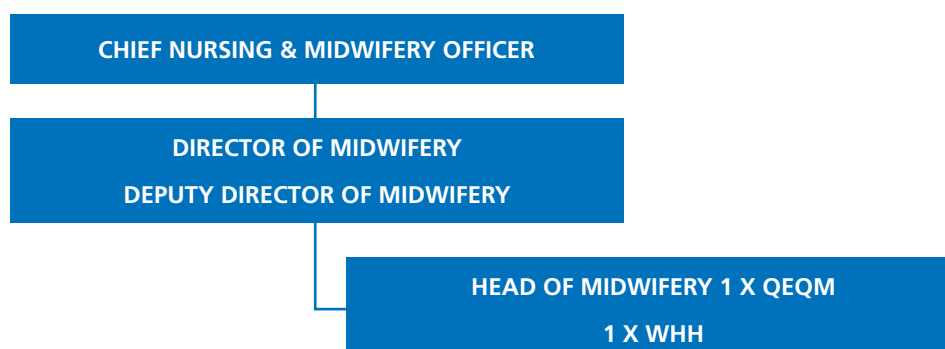 CHIEF NURSING & MIDWIFERY OFFICER
DIRECTOR OF MIDWIFERY
DEPUTY DIRECTOR OF MIDWIFERY
HEAD OF MIDWIFERY 1 X QEQM
1 X WHH